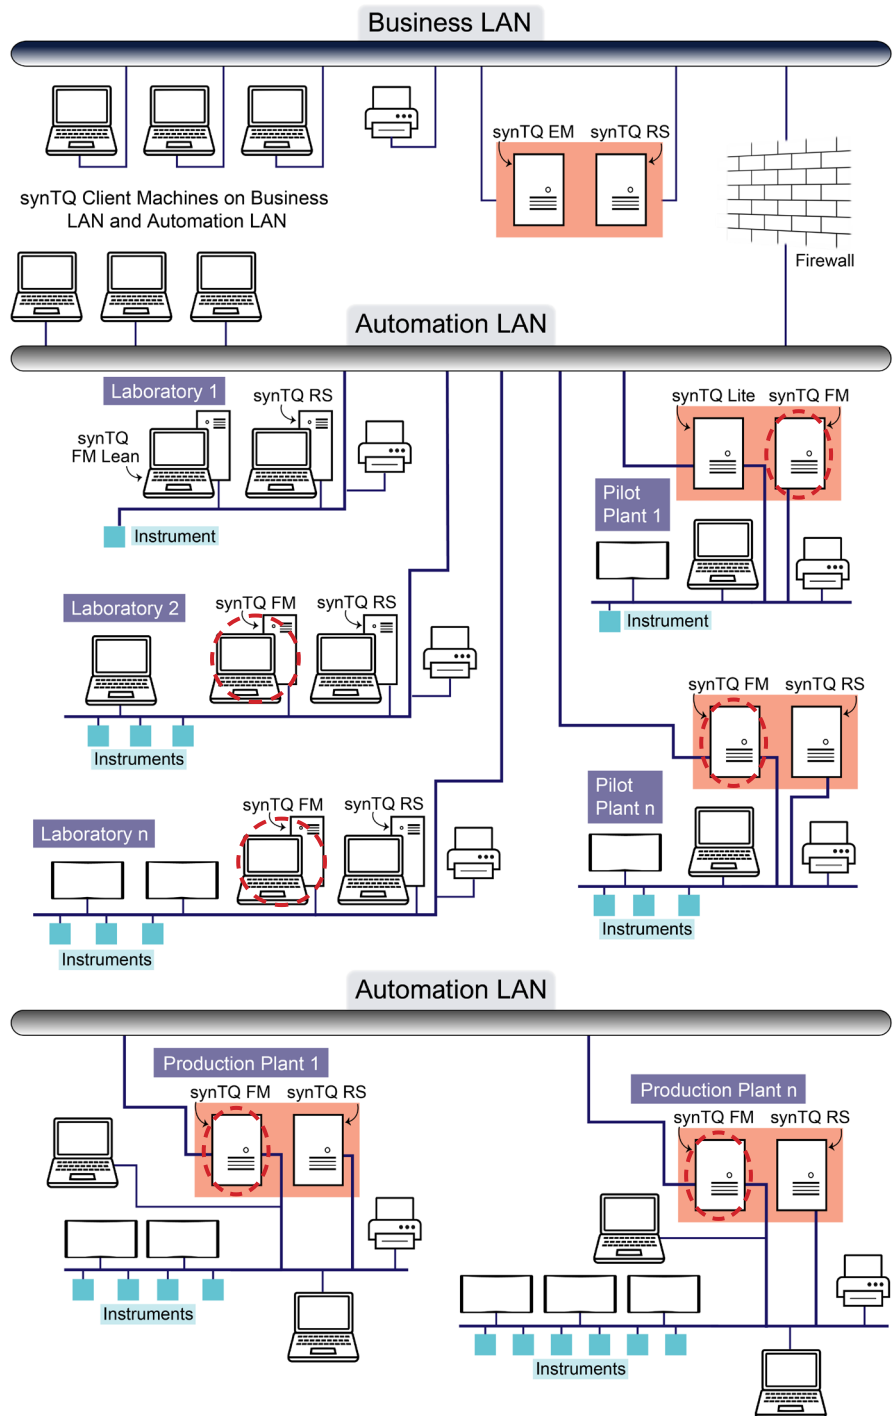 Business LAN
synTQ EM
synTQ RS
synTQ Client Machines on Business
LAN and Automation LAN
Firewall
Automation LAN
Laboratory 1
synTQ RS
synTQ
FM Lean
Instrument
synTQ Lite
synTQ FM
Pilot
Plant 1
Instrument
Laboratory 2
synTQ FM
synTQ RS
Instruments
synTQ FM
synTQ RS
Pilot
Plant n
Instruments
Laboratory n
synTQ FM
synTQ RS
Instruments
Automation LAN
Production Plant 1
synTQ FM
synTQ RS
Instruments
Production Plant n
synTQ FM
synTQ RS
Instruments